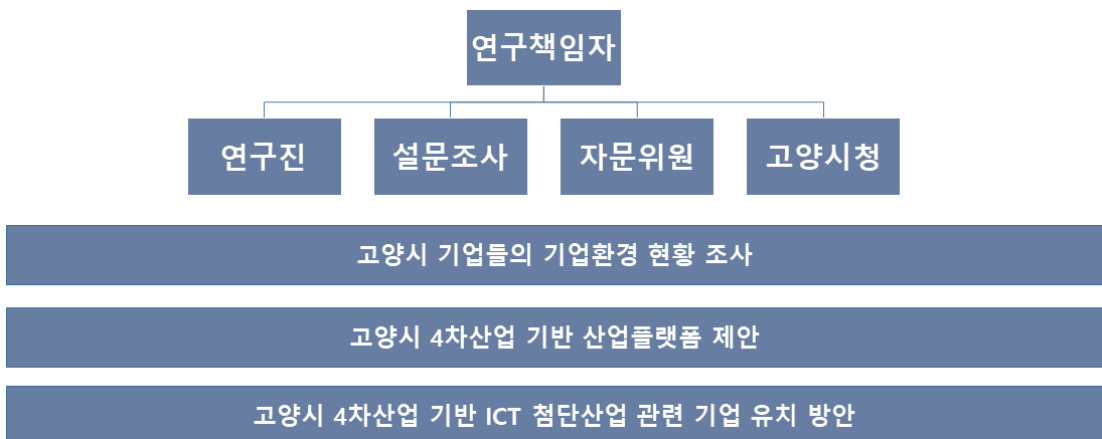 연구책임자
연구진
설문조사
자문위원
고양시청
고양시 기업들의 기업환경 현황 조사
고양시 4차산업 기반 산업플랫폼 제안
고양시 4차산업 기반 ICT 첨단산업 관련 기업 유치 방안